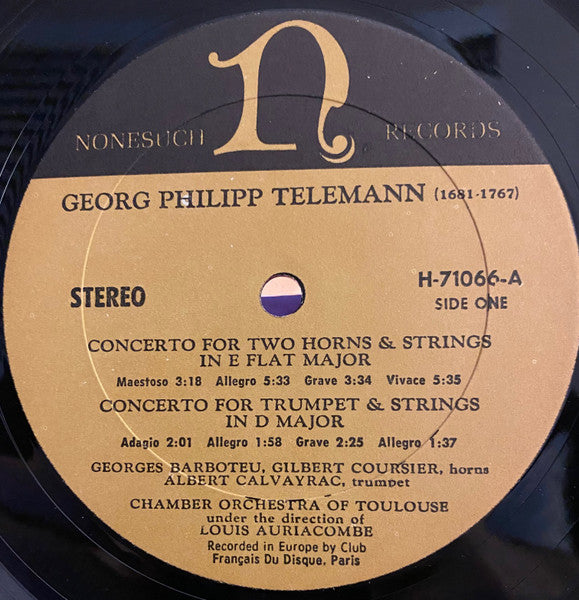 n
NONESUCH RECORDS
GEORG PHILIPP TELEMANN (1681-1767)
STEREO
H-71066-A
SIDE ONE
CONCERTO FOR TWO HORNS & STRINGS
IN E FLAT MAJOR
Maestoso 3:18 Allegro 5:33 Grave 3:34 Vivace 5:35
CONCERTO FOR TRUMPET & STRINGS
IN D MAJOR
Adagio 2:01 Allegro 1:58 Grave 2:25 Allegro 1:37
GEORGES BARBOTEU, GILBERT COURSIER, horns
ALBERT CALVAYRAC, trumpet
CHAMBER ORCHESTRA OF TOULOUSE
under the direction of
LOUIS AURIACOMBE
Recorded in Europe by Club
Français Du Disque, Paris